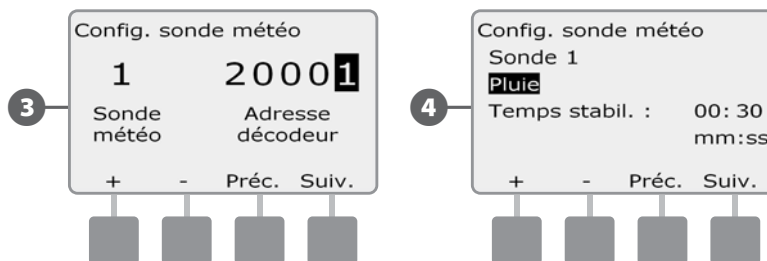 3
Config. sonde météo
1 20001
Sonde météo
Adresse décodeur
+ - Préc. Suiv.
4
Config. sonde météo
Sonde 1
Pluie
Temps stabil. : 00:30
mm:ss
+ - Préc. Suiv.